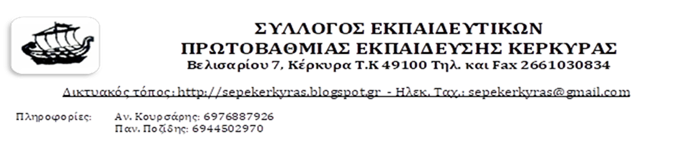 ΣΥΛΛΟΓΟΣ ΕΚΠΑΙΔΕΥΤΙΚΩΝ
ΠΡΩΤΟΒΑΘΜΙΑΣ ΕΚΠΑΙΔΕΥΣΗΣ ΚΕΡΚΥΡΑΣ
Βελισαρίου 7, Κέρκυρα Τ.Κ 49100 Τηλ. και Fax 2661030834
Δικτυακός τόπος: http://sepekerkyras.blogspot.gr - Ηλεκ. Ταχ.: sepekerkyras@gmail.com
Πληροφορίες: Αν. Κουρσάρης: 6976887926
Παν. Ποζίδης: 6944502970